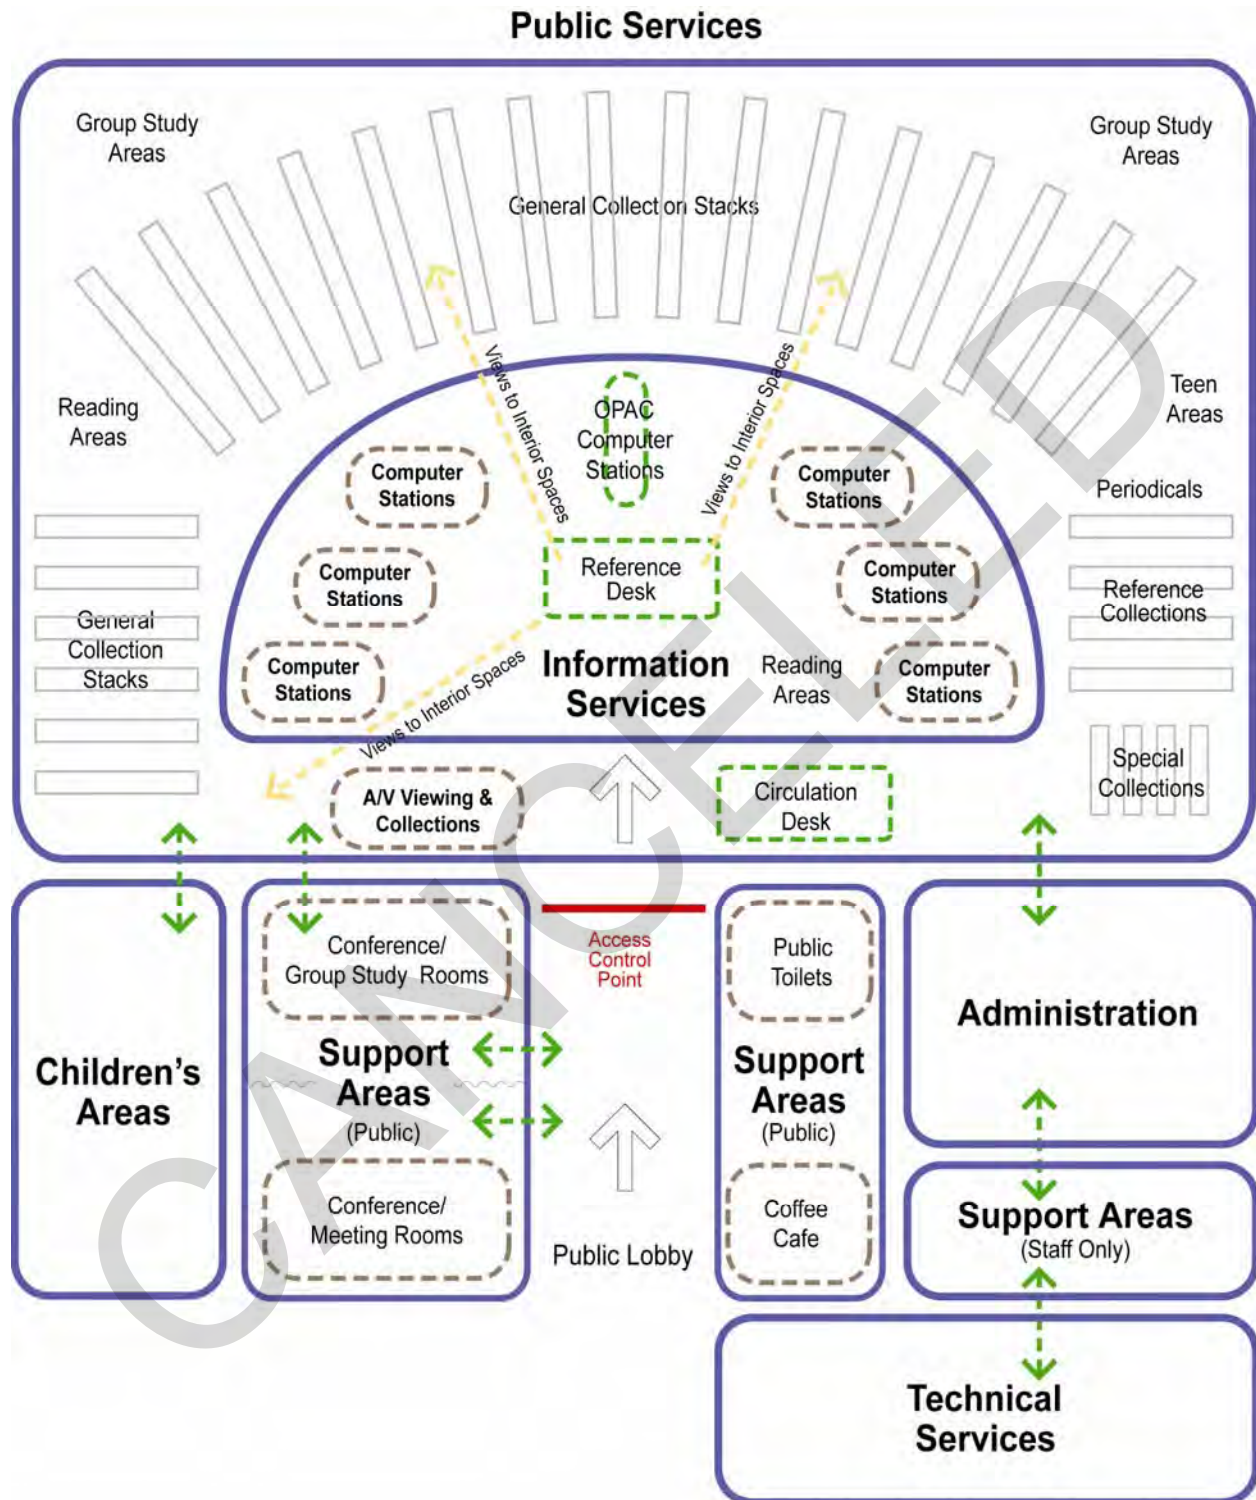 Public Services
Group Study
Areas
Group Study
Areas
General Collection Stacks
Views to Interior Spaces
Views to Interior Spaces
OPAC
Computer
Stations
Reading
Areas
Teen
Areas
Computer
Stations
Computer
Stations
Periodicals
Reference
Desk
Computer
Stations
Computer
Stations
General
Collection
Stacks
Reference
Collections
Computer
Stations
Information
Services
Reading
Areas
Computer
Stations
Views to Interior Spaces
A/V Viewing &
Collections
Circulation
Desk
Special
Collections
Conference/
Group Study Rooms
Access
Control
Point
Public
Toilets
Administration
Children's
Areas
Support
Areas
(Public)
Support
Areas
(Public)
Conference/
Meeting Rooms
Public Lobby
Coffee
Cafe
Support Areas
(Staff Only)
Technical
Services
CANCELED